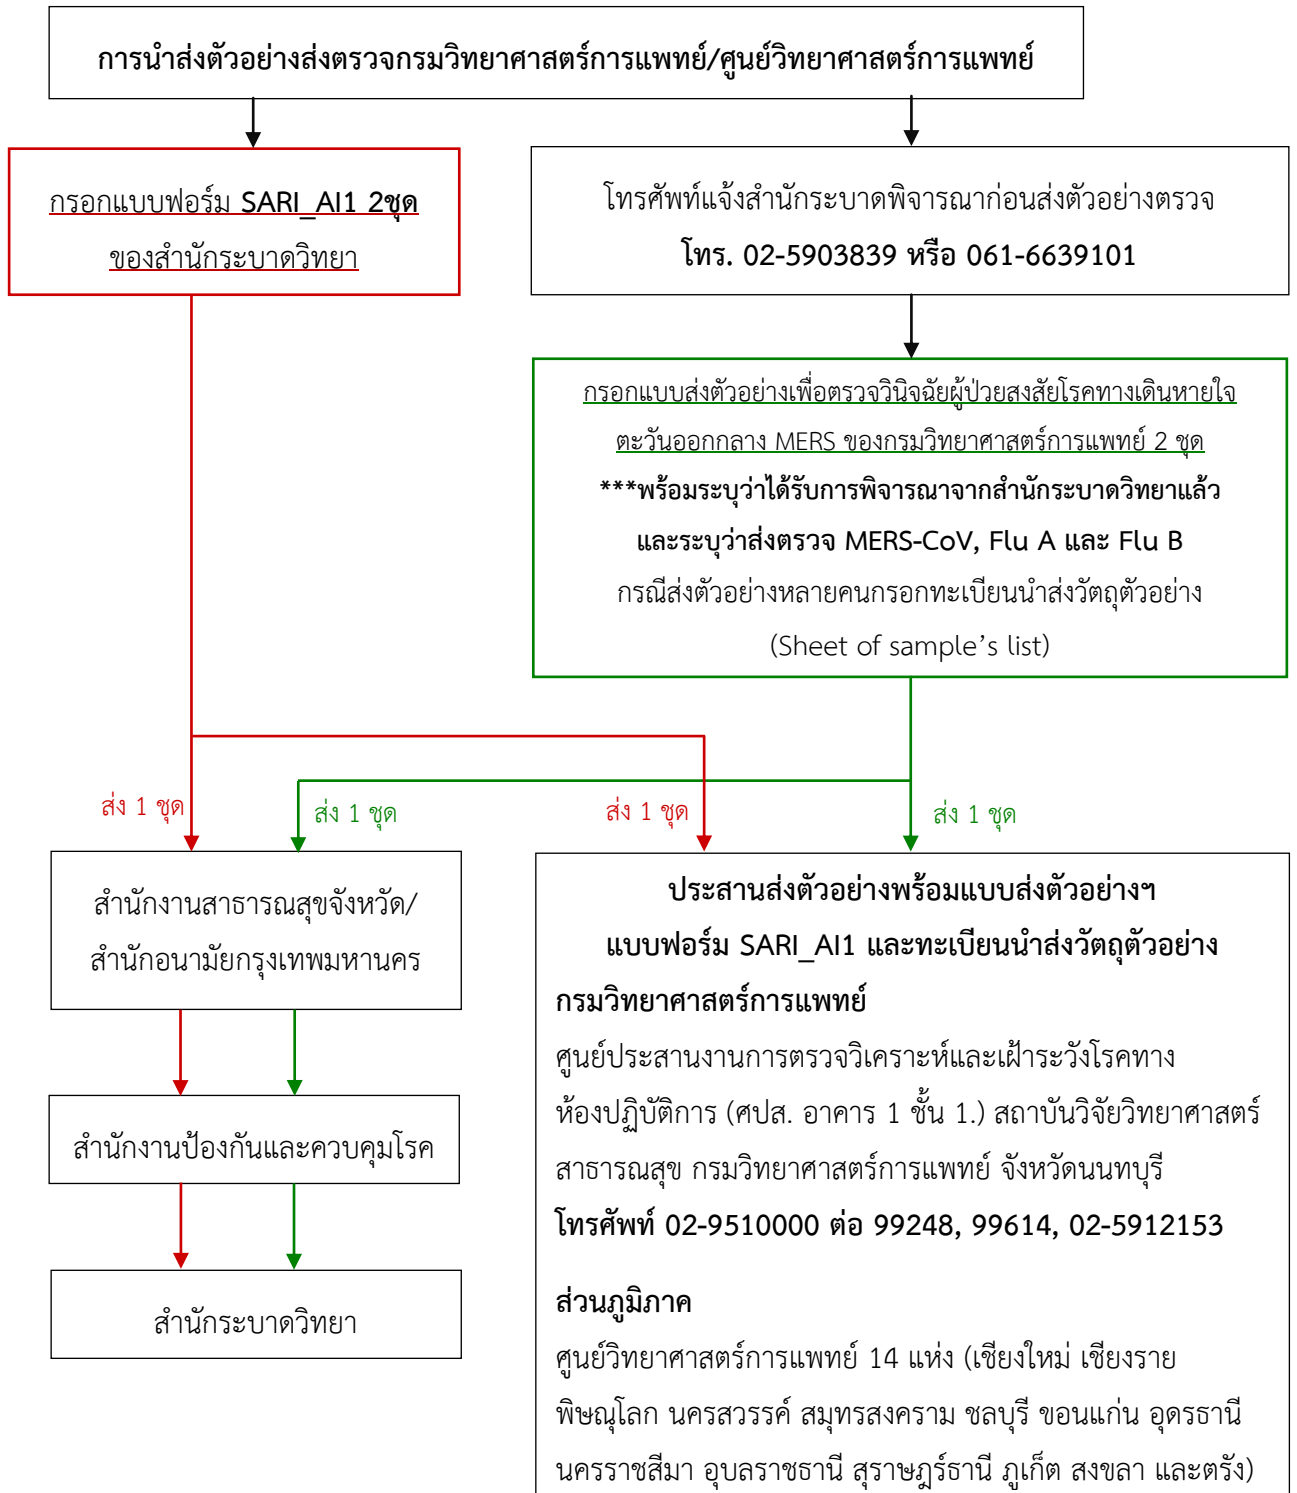 การนำส่งตัวอย่างส่งตรวจกรมวิทยาศาสตร์การแพทย์/ศูนย์วิทยาศาสตร์การแพทย์
กรอกแบบฟอร์ม SARI_AI1 2ชุด
ของสำนักระบาดวิทยา
โทรศัพท์แจ้งสำนักระบาดพิจารณาก่อนส่งตัวอย่างตรวจ
โทร. 02-5903839 หรือ 061-6639101
กรอกแบบส่งตัวอย่างเพื่อตรวจวินิจฉัยผู้ป่วยสงสัยโรคทางเดินหายใจ
ตะวันออกกลาง MERS ของกรมวิทยาศาสตร์การแพทย์ 2 ชุด
***พร้อมระบุว่าได้รับการพิจารณาจากสำนักระบาดวิทยาแล้ว
และระบุว่าส่งตรวจ MERS-CoV, Flu A และ Flu B
กรณีส่งตัวอย่างหลายคนกรอกทะเบียนนำส่งวัตถุตัวอย่าง
(Sheet of sample’s list)
ส่ง 1 ชุด
ส่ง 1 ชุด
ส่ง 1 ชุด
ส่ง 1 ชุด
สำนักงานสาธารณสุขจังหวัด/
สำนักอนามัยกรุงเทพมหานคร
สำนักงานป้องกันและควบคุมโรค
สำนักระบาดวิทยา
ประสานส่งตัวอย่างพร้อมแบบส่งตัวอย่างฯ
แบบฟอร์ม SARI_AI1 และทะเบียนนำส่งวัตถุตัวอย่าง
กรมวิทยาศาสตร์การแพทย์
ศูนย์ประสานงานการตรวจวิเคราะห์และเฝ้าระวังโรคทาง
ห้องปฏิบัติการ (ศปส. อาคาร 1 ชั้น 1.) สถาบันวิจัยวิทยาศาสตร์
สาธารณสุข กรมวิทยาศาสตร์การแพทย์ จังหวัดนนทบุรี
โทรศัพท์ 02-9510000 ต่อ 99248, 99614, 02-5912153
ส่วนภูมิภาค
ศูนย์วิทยาศาสตร์การแพทย์ 14 แห่ง (เชียงใหม่ เชียงราย
พิษณุโลก นครสวรรค์ สมุทรสงคราม ชลบุรี ขอนแก่น อุดรธานี
นครราชสีมา อุบลราชธานี สุราษฎร์ธานี ภูเก็ต สงขลา และตรัง)